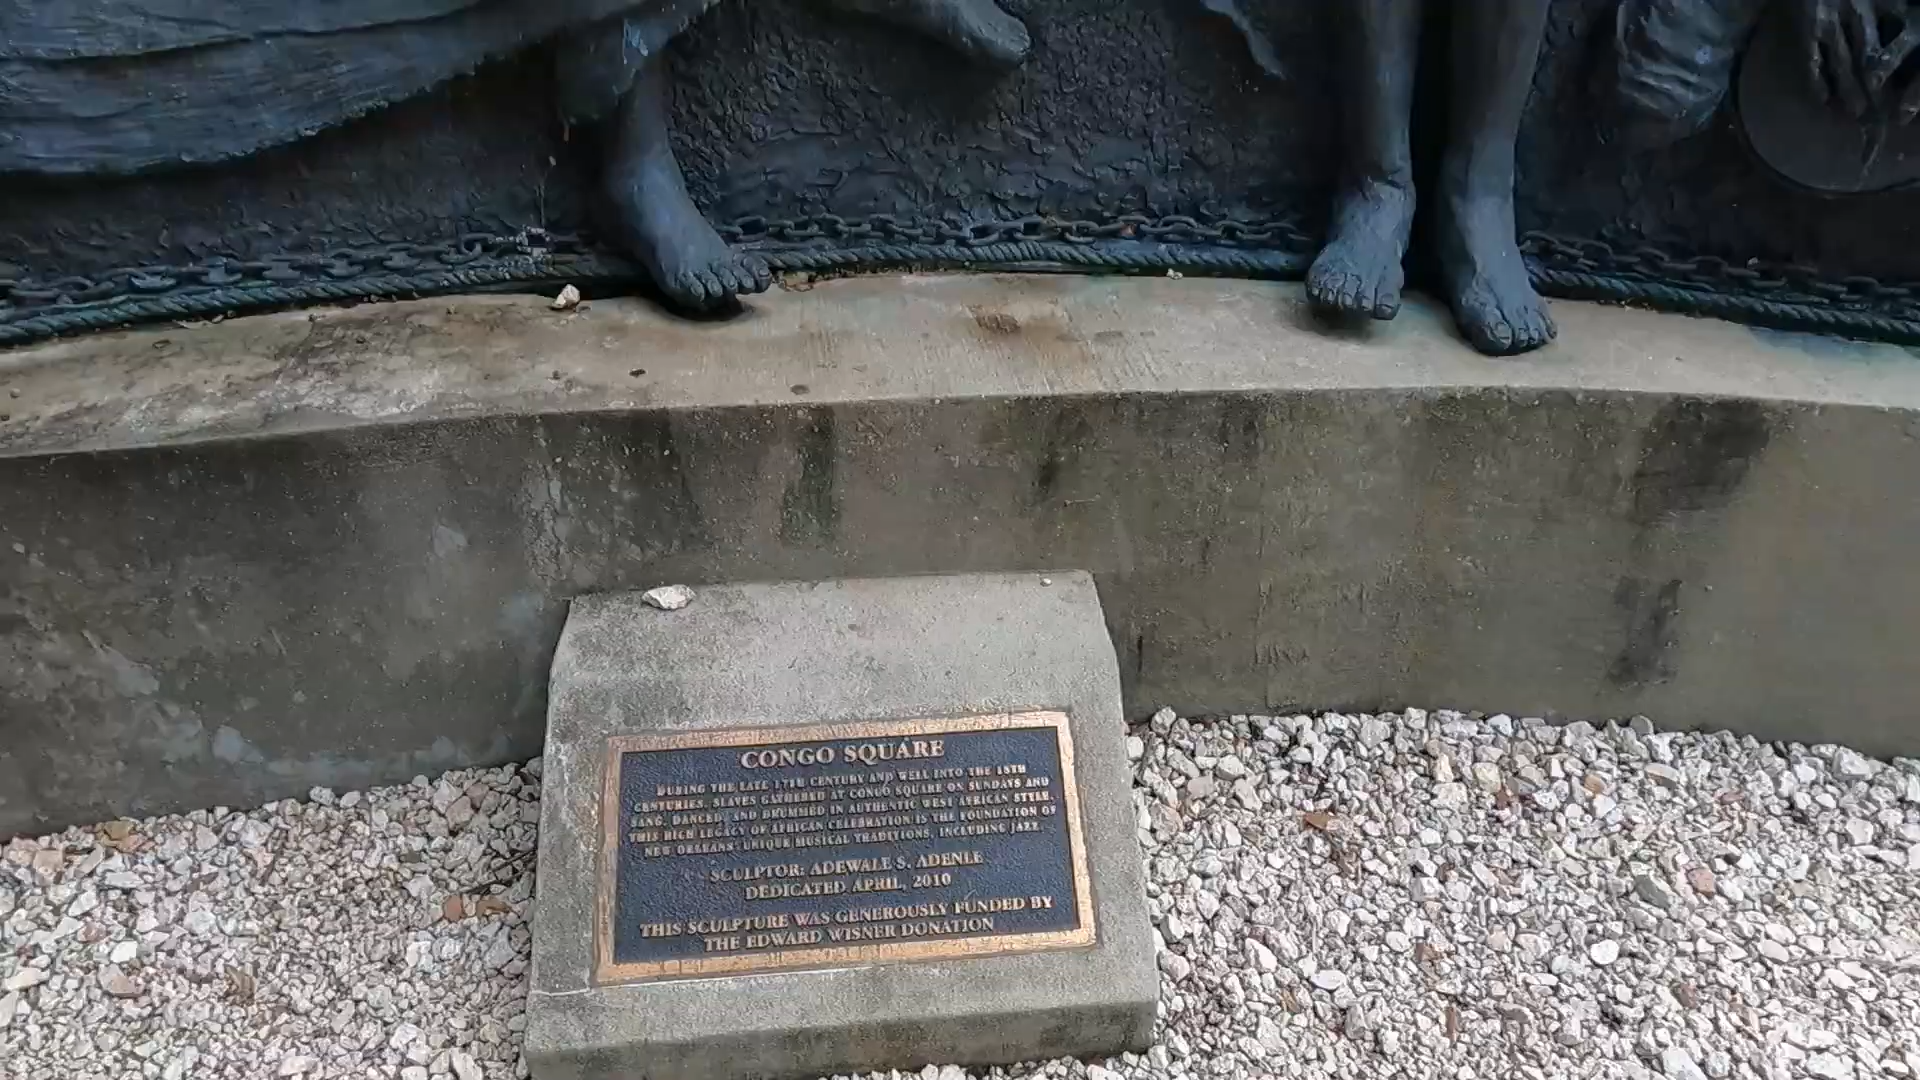 CONGO SQUARE
DURING THE LATE 17TH CENTURY AND WELL INTO THE 18TH
CENTURIES, SLAVES GATHERED AT CONGO SQUARE ON SUNDAYS AND
SANG, DANCED, AND DRUMMED IN AUTHENTIC WEST AFRICAN STYLE.
THIS RICH LEGACY OF AFRICAN CELEBRATION IS THE FOUNDATION OF
NEW ORLEANS' UNIQUE MUSICAL TRADITIONS, INCLUDING JAZZ.
SCULPTOR: ADEWALE S. ADENLE
DEDICATED APRIL, 2010
THIS SCULPTURE WAS GENEROUSLY FUNDED BY
THE EDWARD WISNER DONATION